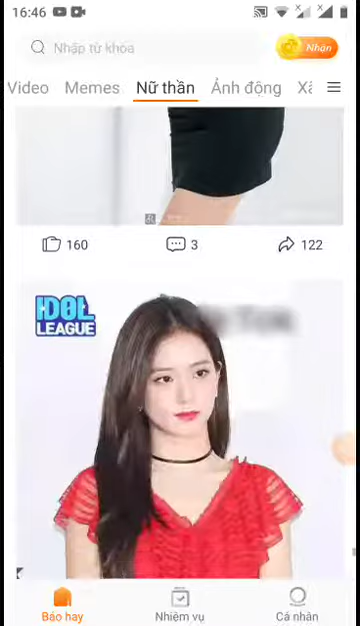 16:46
Nhập từ khóa
Nhận
Video Memes Nữ thần Ảnh động
160 3 122
IDOL
LEAGUE
Báo hay Nhiệm vụ Cá nhân